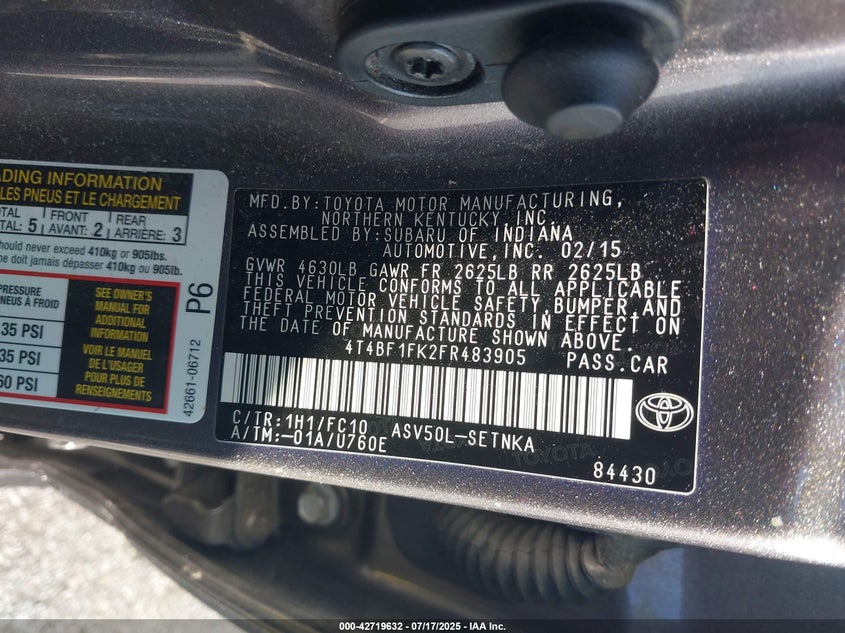 ADING INFORMATION
LES PNEUS ET LE CHARGEMENT
TOTAL: 5 FRONT AVANT: 2 REAR ARRIÈRE: 3
should never exceed 410kg or 905lbs.
ne doit jamais dépasser 410kg ou 905lb.
PRESSURE
PNEUS À FROID
35 PSI
35 PSI
60 PSI
SEE OWNER'S
MANUAL FOR
ADDITIONAL
INFORMATION
VOIR LE MANUEL
DE L'USAGER
POUR PLUS DE
RENSEIGNEMENTS
42661-06712
P6
MFD.BY:TOYOTA MOTOR MANUFACTURING,
NORTHERN KENTUCKY, INC.
ASSEMBLED BY:SUBARU OF INDIANA
AUTOMOTIVE,INC. 02/15
GVWR 4630LB GAWR FR 2625LB RR 2625LB
THIS VEHICLE CONFORMS TO ALL APPLICABLE
FEDERAL MOTOR VEHICLE SAFETY, BUMPER, AND
THEFT PREVENTION STANDARDS IN EFFECT ON
THE DATE OF MANUFACTURE SHOWN ABOVE.
4T4BF1FK2FR483905 PASS.CAR
C/TR:1H1/FC10 ASV50L-SETNKA
A/TM:-01A/U760E
84430
TOYOTA
000-42719632 / 07/17/2025 - IAA Inc.